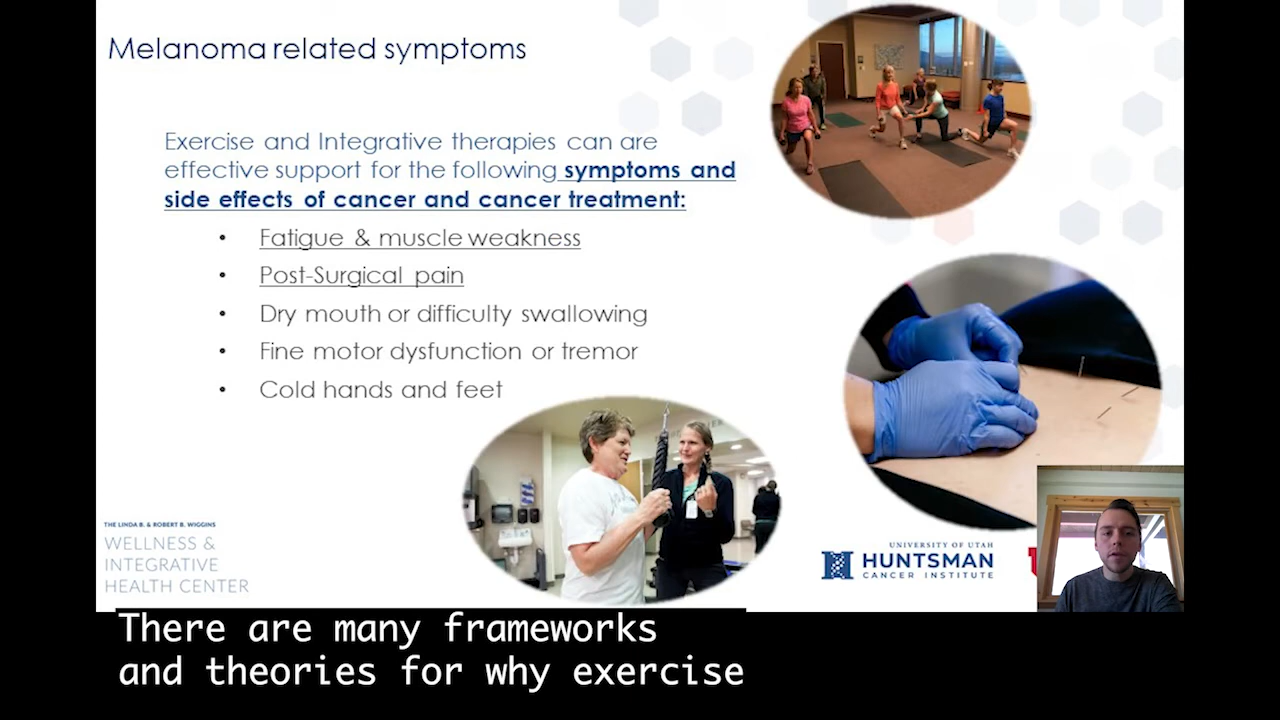 Melanoma related symptoms
Exercise and Integrative therapies can are
effective support for the following symptoms and
side effects of cancer and cancer treatment:
• Fatigue & muscle weakness
• Post-Surgical pain
• Dry mouth or difficulty swallowing
• Fine motor dysfunction or tremor
• Cold hands and feet
THE LINDA B. & ROBERT B. WIGGINS
WELLNESS &
INTEGRATIVE
HEALTH CENTER
UNIVERSITY OF UTAH
HUNTSMAN
CANCER INSTITUTE
There are many frameworks
and theories for why exercise